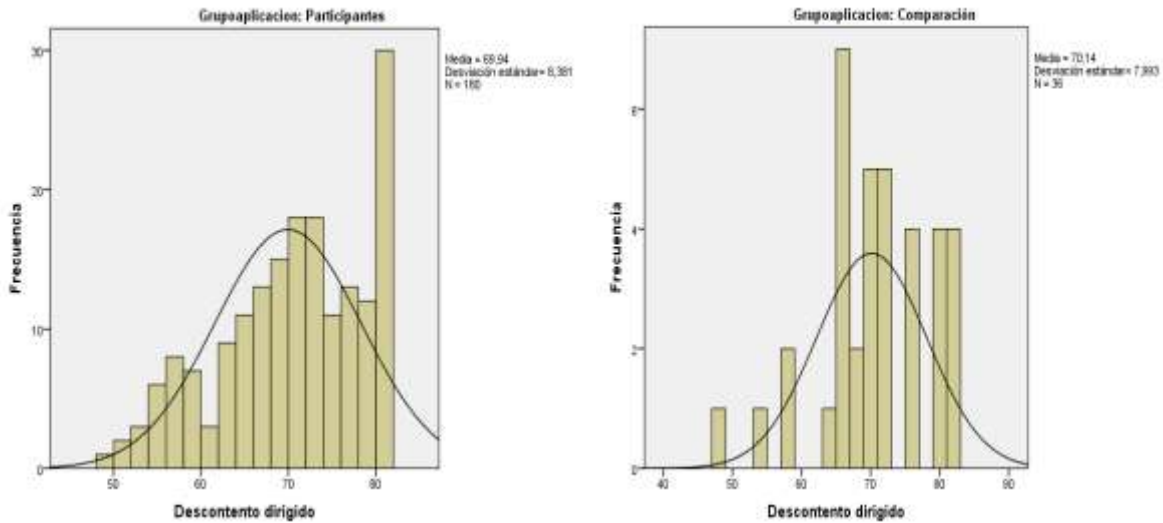 Grupoaplicacion: Participantes
Media = 69,94
Desviación estándar= 8,381
N = 180
30
20
10
0
Frecuencia
50
60
70
80
Descontento dirigido
Grupoaplicacion: Comparación
Media = 70,14
Desviación estándar= 7,993
N = 36
6
4
2
0
Frecuencia
40
50
60
70
80
90
Descontento dirigido